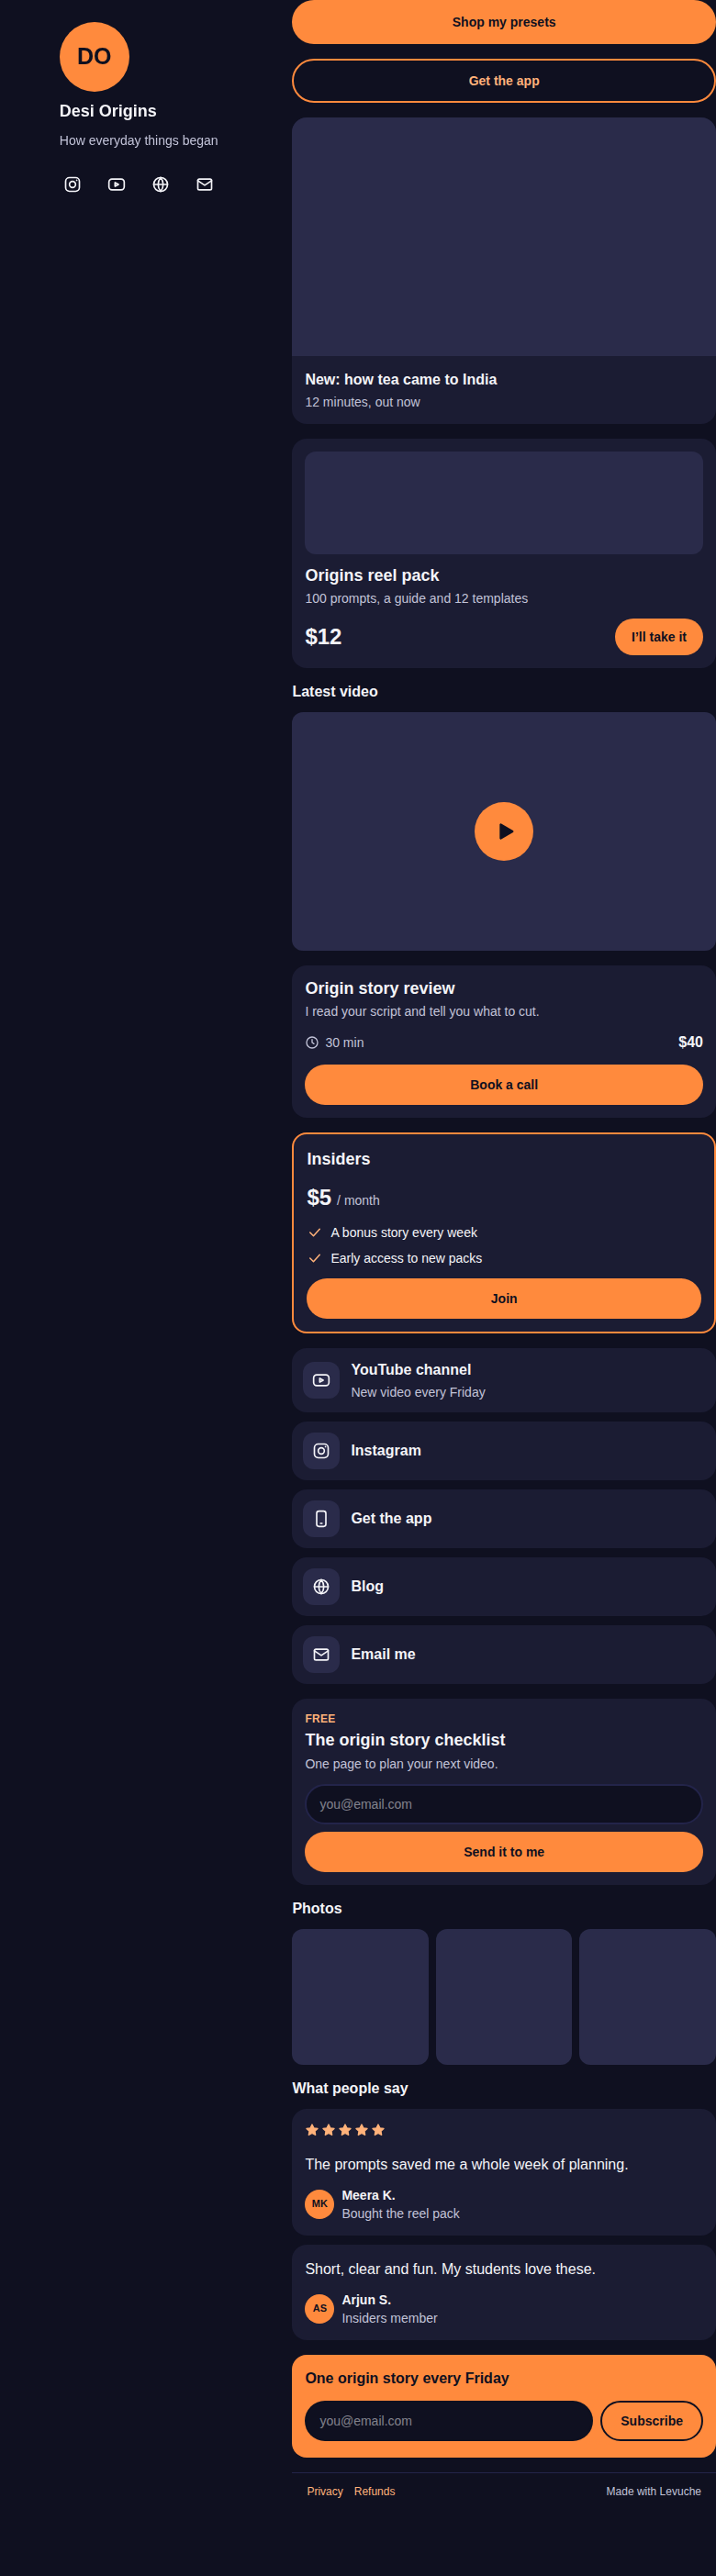 DO
Desi Origins
How everyday things began
Shop my presets
Get the app
New: how tea came to India
12 minutes, out now
Origins reel pack
100 prompts, a guide and 12 templates
$12
I’ll take it
Latest video
Origin story review
I read your script and tell you what to cut.
30 min
$40
Book a call
Insiders
$5 / month
A bonus story every week
Early access to new packs
Join
YouTube channel
New video every Friday
Instagram
Get the app
Blog
Email me
FREE
The origin story checklist
One page to plan your next video.
you@email.com
Send it to me
Photos
What people say
The prompts saved me a whole week of planning.
MK
Meera K.
Bought the reel pack
Short, clear and fun. My students love these.
AS
Arjun S.
Insiders member
One origin story every Friday
you@email.com
Subscribe
Privacy Refunds
Made with Levuche